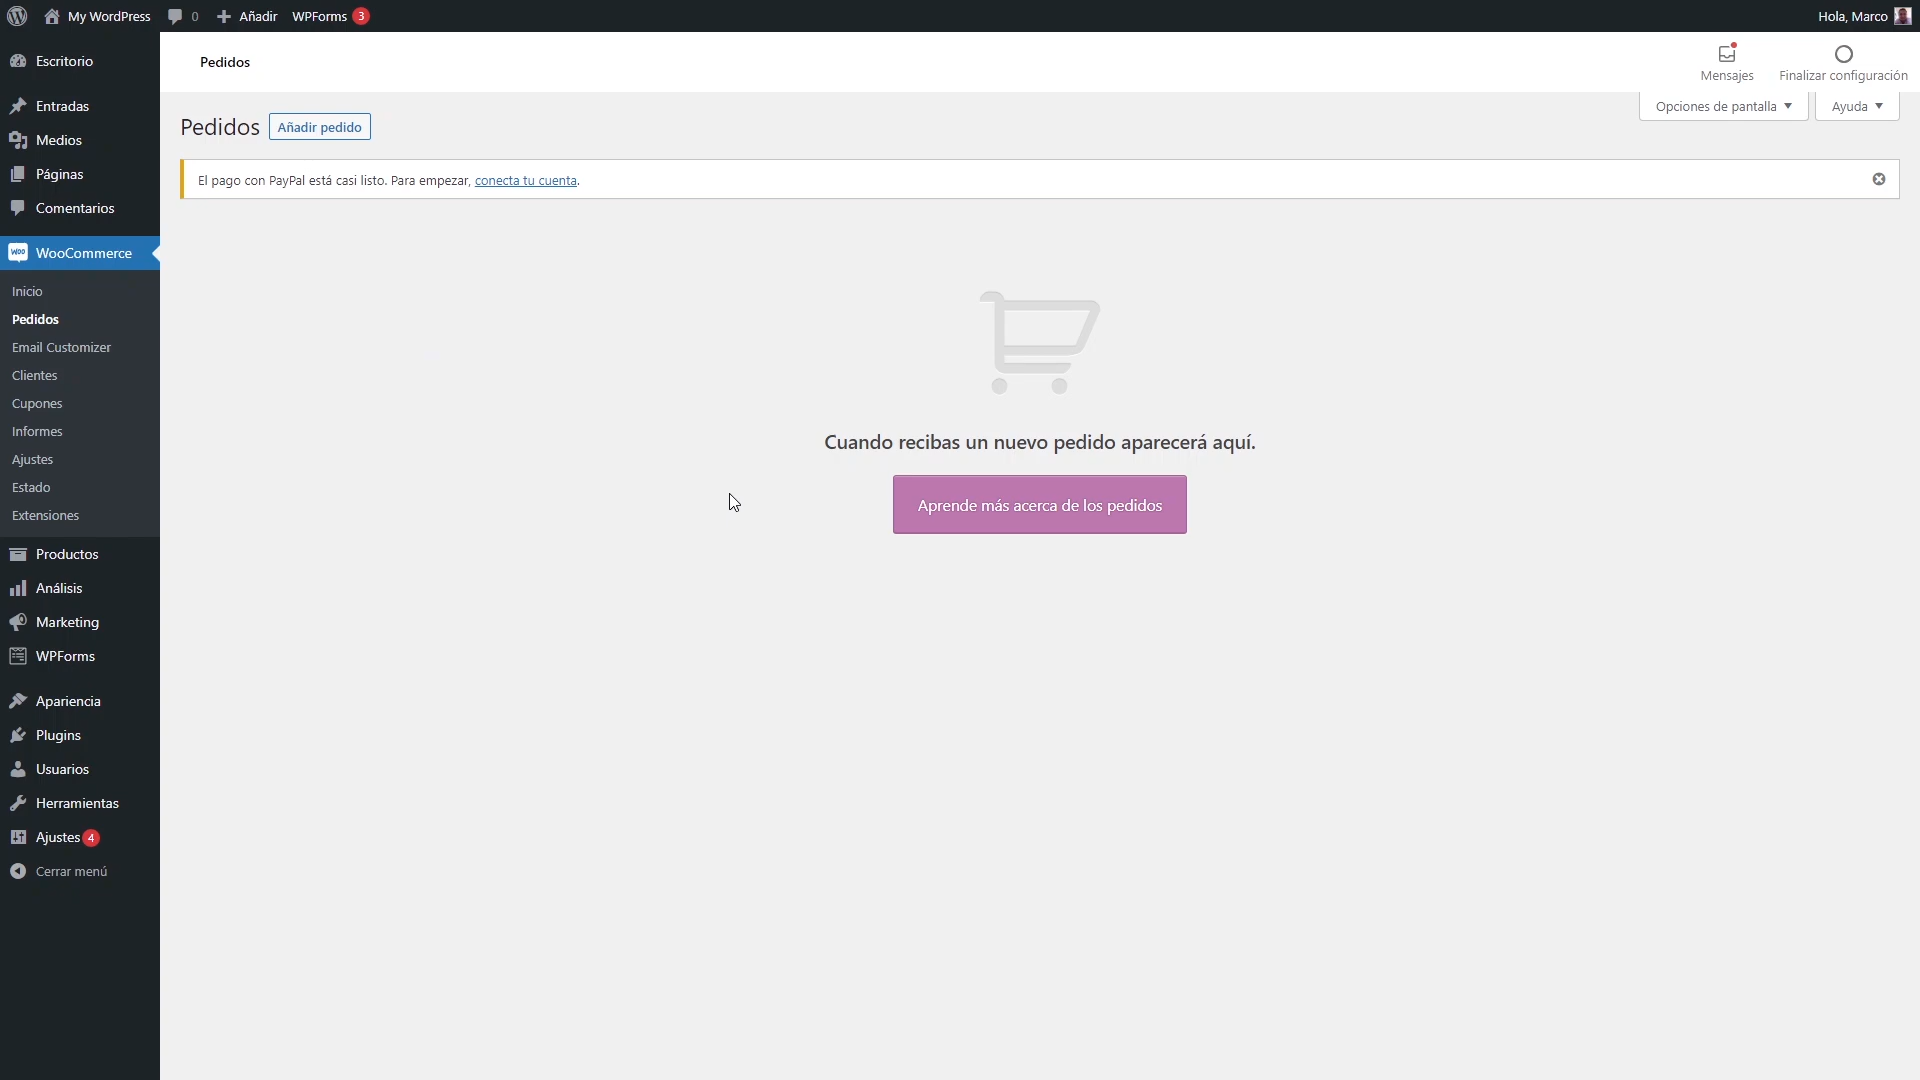 My WordPress 0 Añadir WPForms 3 Hola, Marco
Escritorio
Entradas
Medios
Páginas
Comentarios
woo WooCommerce
Inicio
Pedidos
Email Customizer
Clientes
Cupones
Informes
Ajustes
Estado
Extensiones
Productos
Análisis
Marketing
WPForms
Apariencia
Plugins
Usuarios
Herramientas
Ajustes 4
Cerrar menú
Pedidos
Mensajes
Finalizar configuración
Opciones de pantalla
Ayuda
Pedidos Añadir pedido
El pago con PayPal está casi listo. Para empezar, conecta tu cuenta.
Cuando recibas un nuevo pedido aparecerá aquí.
Aprende más acerca de los pedidos